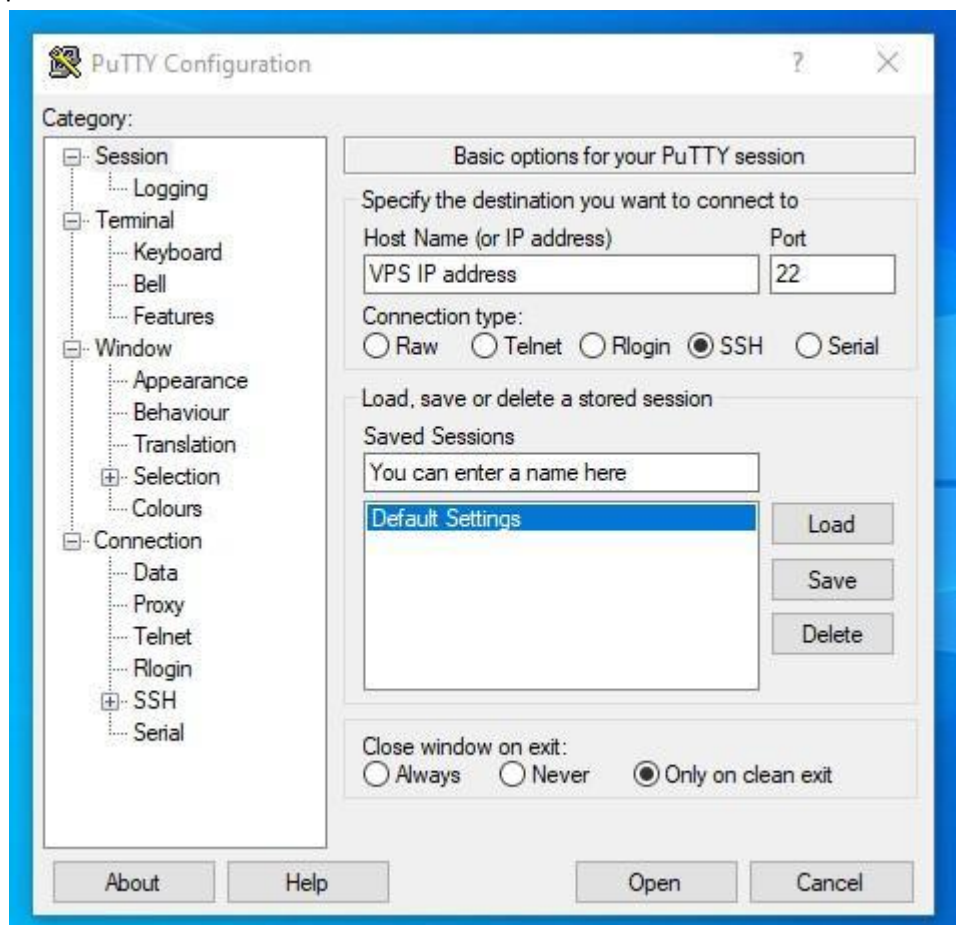 PuTTY Configuration
?
Category:
Session
Logging
Terminal
Keyboard
Bell
Features
Window
Appearance
Behaviour
Translation
Selection
Colours
Connection
Data
Proxy
Telnet
Rlogin
SSH
Serial
Basic options for your PuTTY session
Specify the destination you want to connect to
Host Name (or IP address) Port
VPS IP address 22
Connection type:
Raw Telnet Rlogin SSH Serial
Load, save or delete a stored session
Saved Sessions
You can enter a name here
Default Settings
Load
Save
Delete
Close window on exit:
Always Never Only on clean exit
About Help Open Cancel